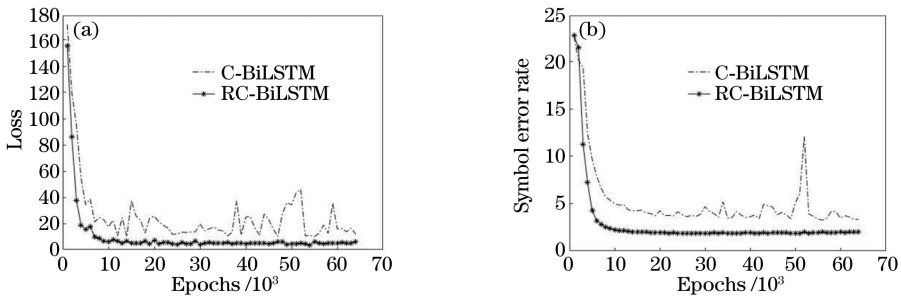 (a)
180
160
140
120
100
80
60
40
20
0
Loss
C-BiLSTM
RC-BiLSTM
0 10 20 30 40 50 60 70
Epochs /10³
(b)
25
20
15
10
5
0
Symbol error rate
C-BiLSTM
RC-BiLSTM
0 10 20 30 40 50 60 70
Epochs /10³